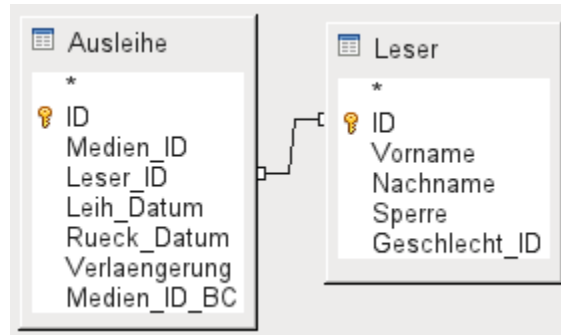 Ausleihe
*
ID
Medien_ID
Leser_ID
Leih_Datum
Rueck_Datum
Verlaengerung
Medien_ID_BC
Leser
*
ID
Vorname
Nachname
Sperre
Geschlecht_ID